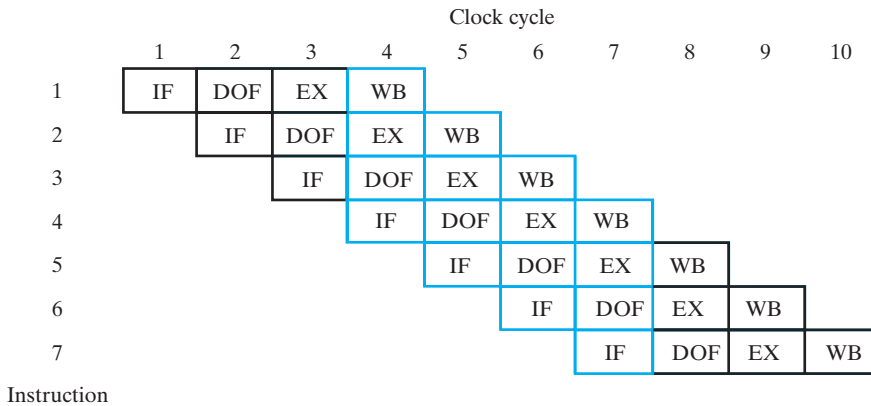 Clock cycle
1 2 3 4 5 6 7 8 9 10
1 IF DOF EX WB
2 IF DOF EX WB
3 IF DOF EX WB
4 IF DOF EX WB
5 IF DOF EX WB
6 IF DOF EX WB
7 IF DOF EX WB
Instruction